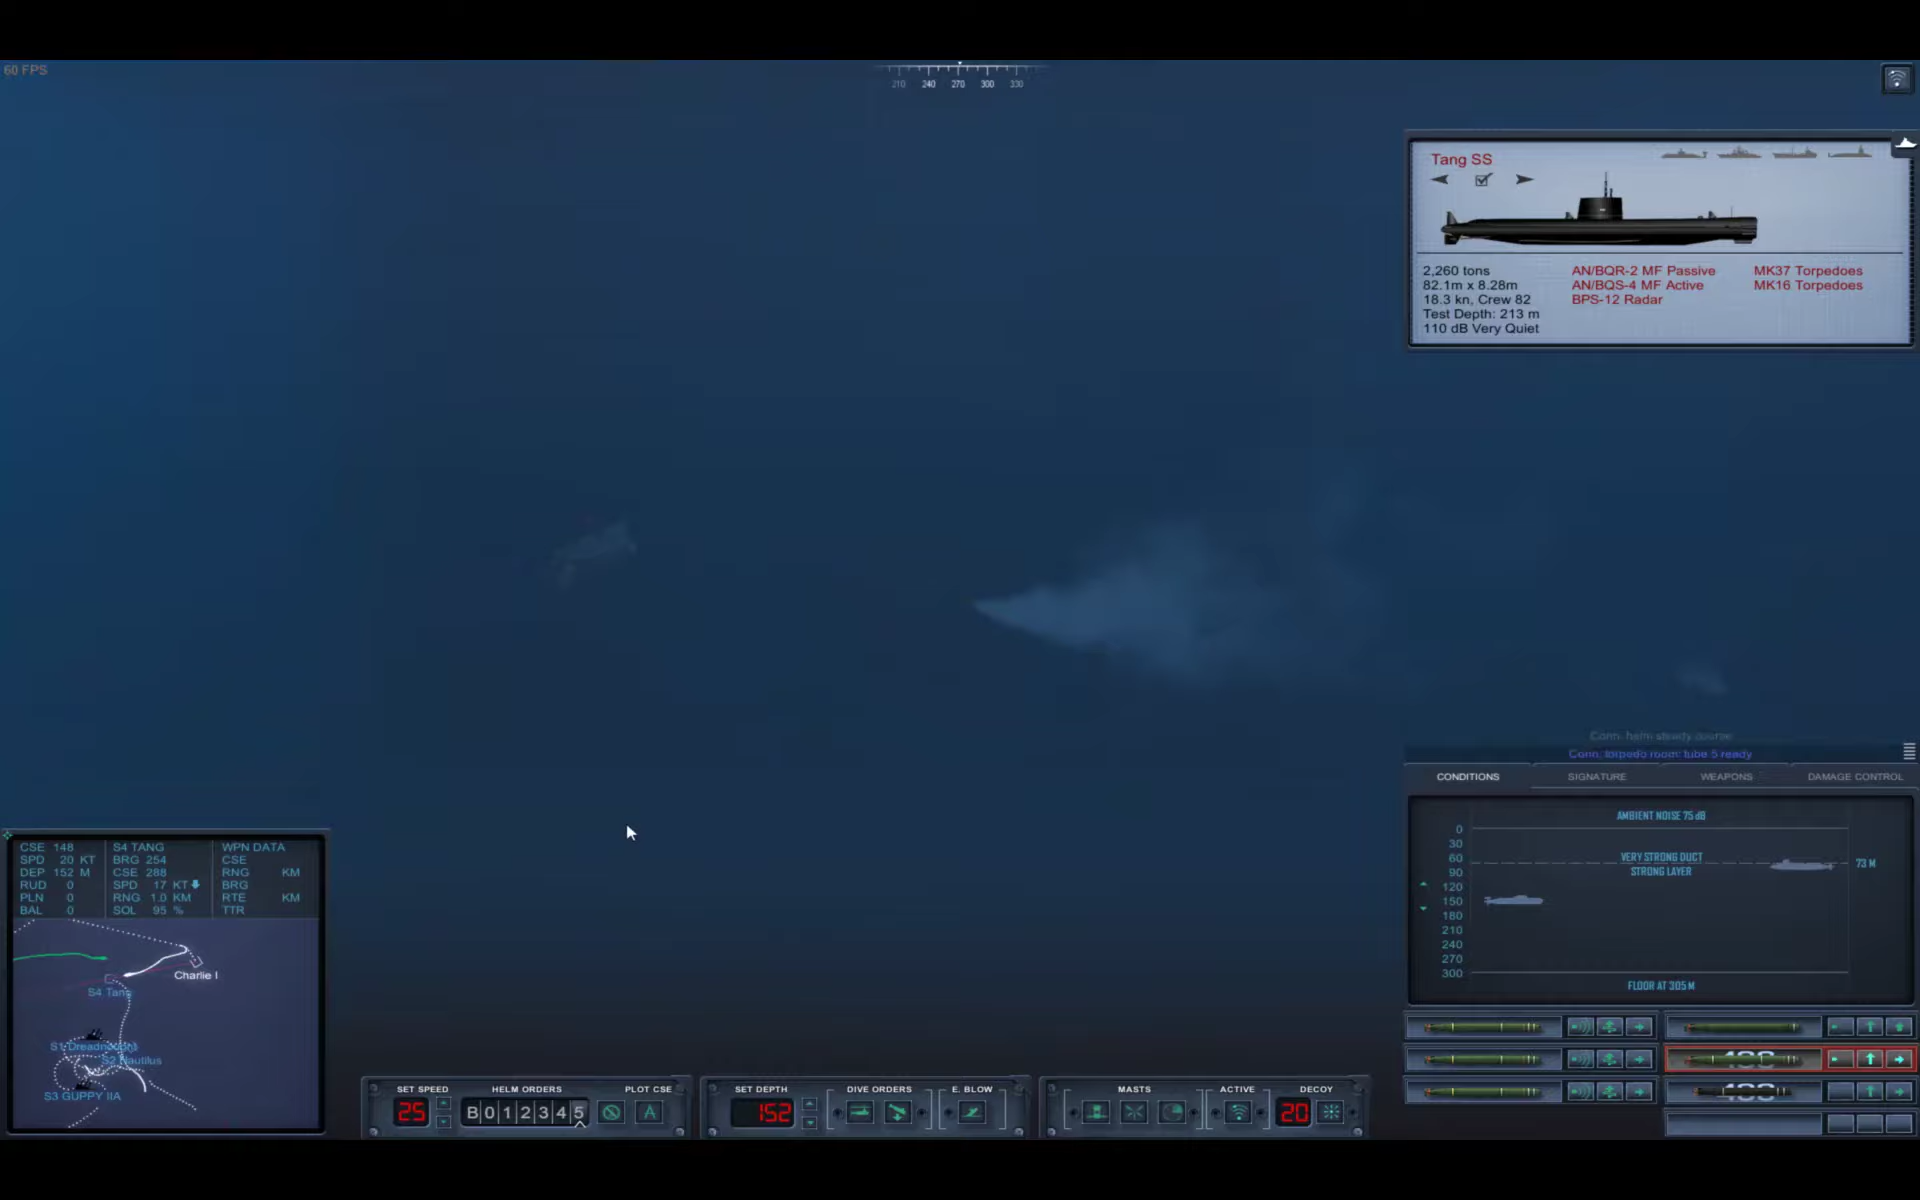 60 FPS
210 240 270 300 330
Tang SS
2,260 tons
82.1m x 8.28m
18.3 kn, Crew 82
Test Depth: 213 m
110 dB Very Quiet
AN/BQR-2 MF Passive
AN/BQS-4 MF Active
BPS-12 Radar
MK37 Torpedoes
MK16 Torpedoes
Conn: helm steady course
Conn: torpedo room: tube 5 ready
CONDITIONS SIGNATURE WEAPONS DAMAGE CONTROL
AMBIENT NOISE 75 dB
0
30
60
90
120
150
180
210
240
270
300
VERY STRONG DUCT
STRONG LAYER
73 M
FLOOR AT 305 M
CSE 148
SPD 20 KT
DEP 152 M
RUD 0
PLN 0
BAL 0
S4 TANG
BRG 254
CSE 288
SPD 17 KT
RNG 1.0 KM
SOL 95 %
WPN DATA
CSE
RNG KM
BRG
RTE KM
TTR
Charlie I
S4 Tang
S1 Dreadnought
S2 Nautilus
S3 GUPPY IIA
SET SPEED HELM ORDERS PLOT CSE
25 B 0 1 2 3 4 5
SET DEPTH DIVE ORDERS E. BLOW
152
MASTS ACTIVE DECOY
20